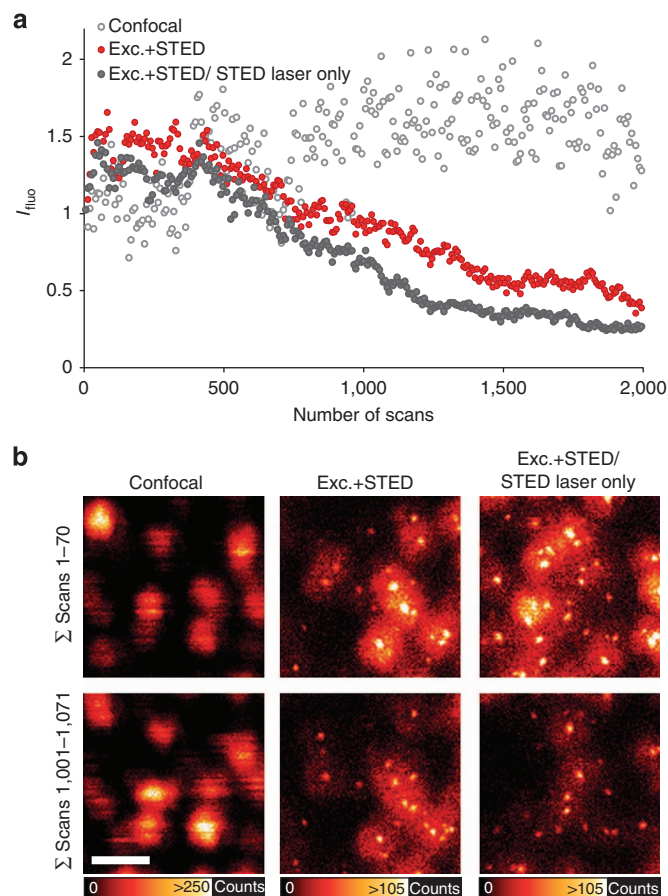 a
Confocal
Exc.+STED
Exc.+STED/ STED laser only
2
1.5
1
0.5
0
I fluo
0
500
1,000
1,500
2,000
Number of scans
b
Confocal
Exc.+STED
Exc.+STED/
STED laser only
∑ Scans 1–70
∑ Scans 1,001–1,071
0 >250 Counts
0 >105 Counts
0 >105 Counts